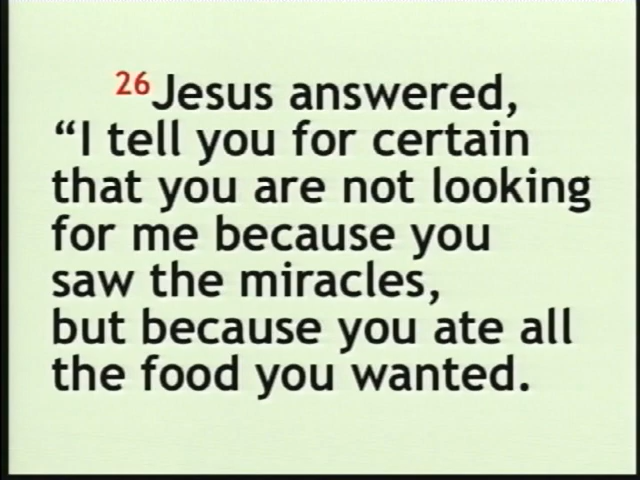 26 Jesus answered,
“I tell you for certain
that you are not looking
for me because you
saw the miracles,
but because you ate all
the food you wanted.